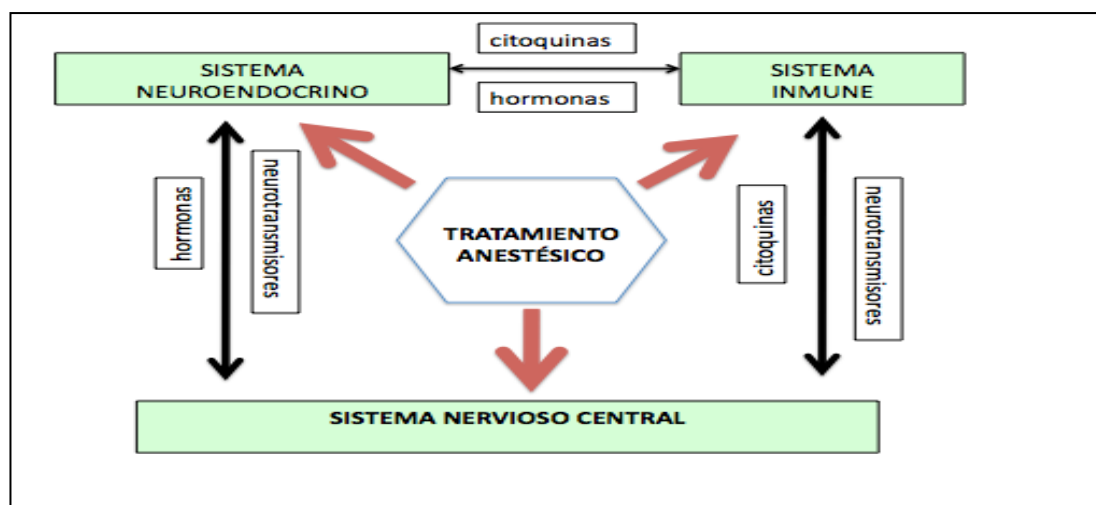 citoquinas
SISTEMA
NEUROENDOCRINO
SISTEMA
INMUNE
hormonas
hormonas
neurotransmisores
TRATAMIENTO
ANESTÉSICO
citoquinas
neurotransmisores
SISTEMA NERVIOSO CENTRAL